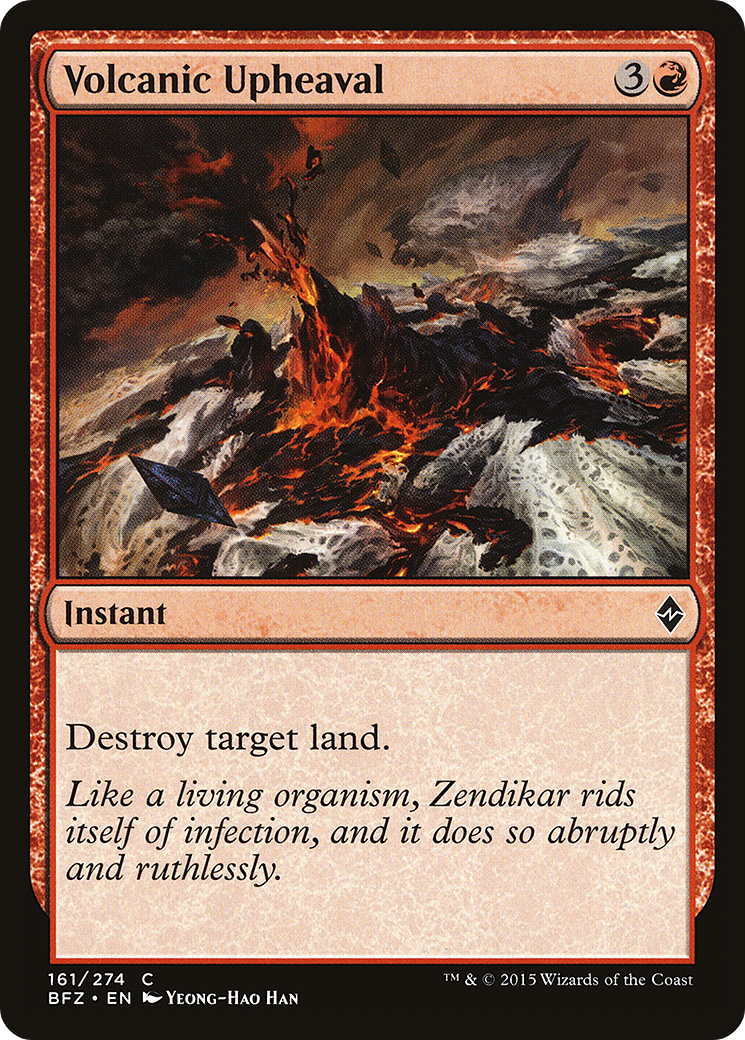 Volcanic Upheaval 3
Instant
Destroy target land.
Like a living organism, Zendikar rids
itself of infection, and it does so abruptly
and ruthlessly.
161/274 C
BFZ • EN Yeong-Hao Han
™ & © 2015 Wizards of the Coast